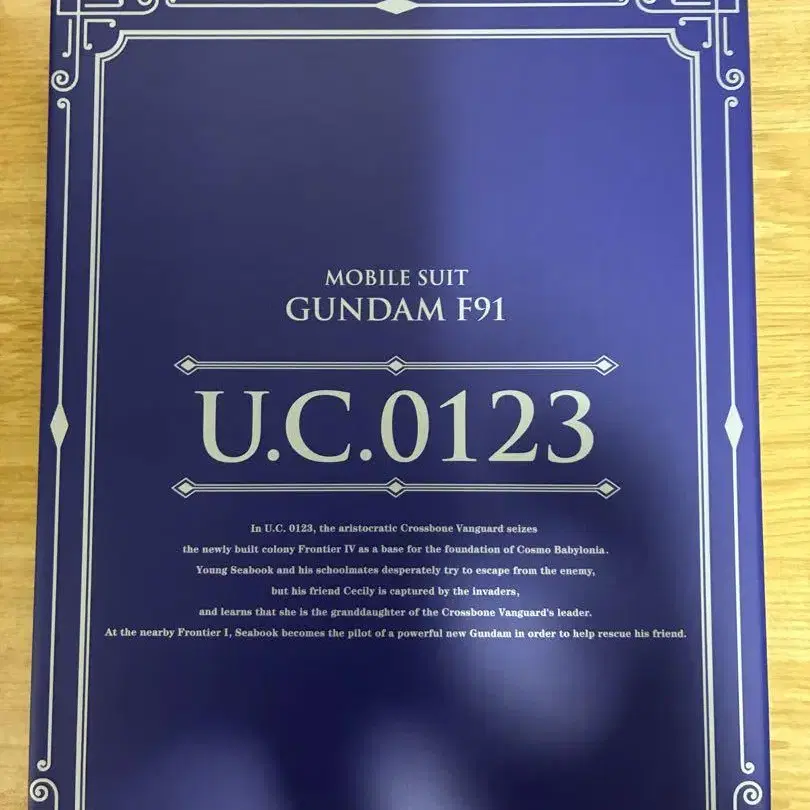 MOBILE SUIT
GUNDAM F91
U.C.0123
In U.C. 0123, the aristocratic Crossbone Vanguard seizes
the newly built colony Frontier IV as a base for the foundation of Cosmo Babylonia.
Young Seabook and his schoolmates desperately try to escape from the enemy,
but his friend Cecily is captured by the invaders,
and learns that she is the granddaughter of the Crossbone Vanguard's leader.
At the nearby Frontier I, Seabook becomes the pilot of a powerful new Gundam in order to help rescue his friend.